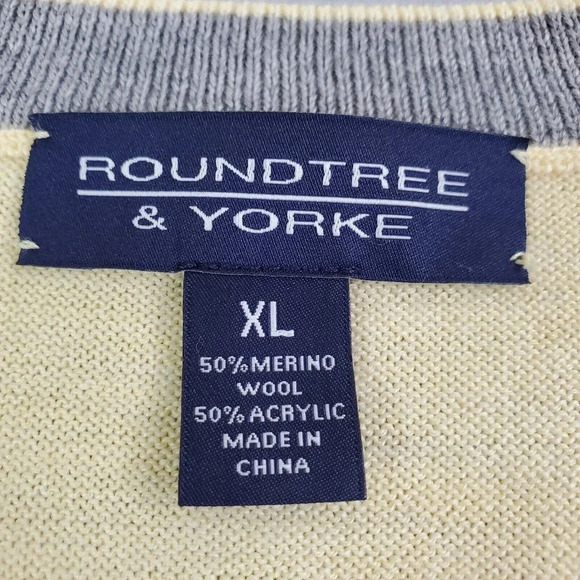 ROUNDTREE
& YORKE
XL
50% MERINO
WOOL
50% ACRYLIC
MADE IN
CHINA